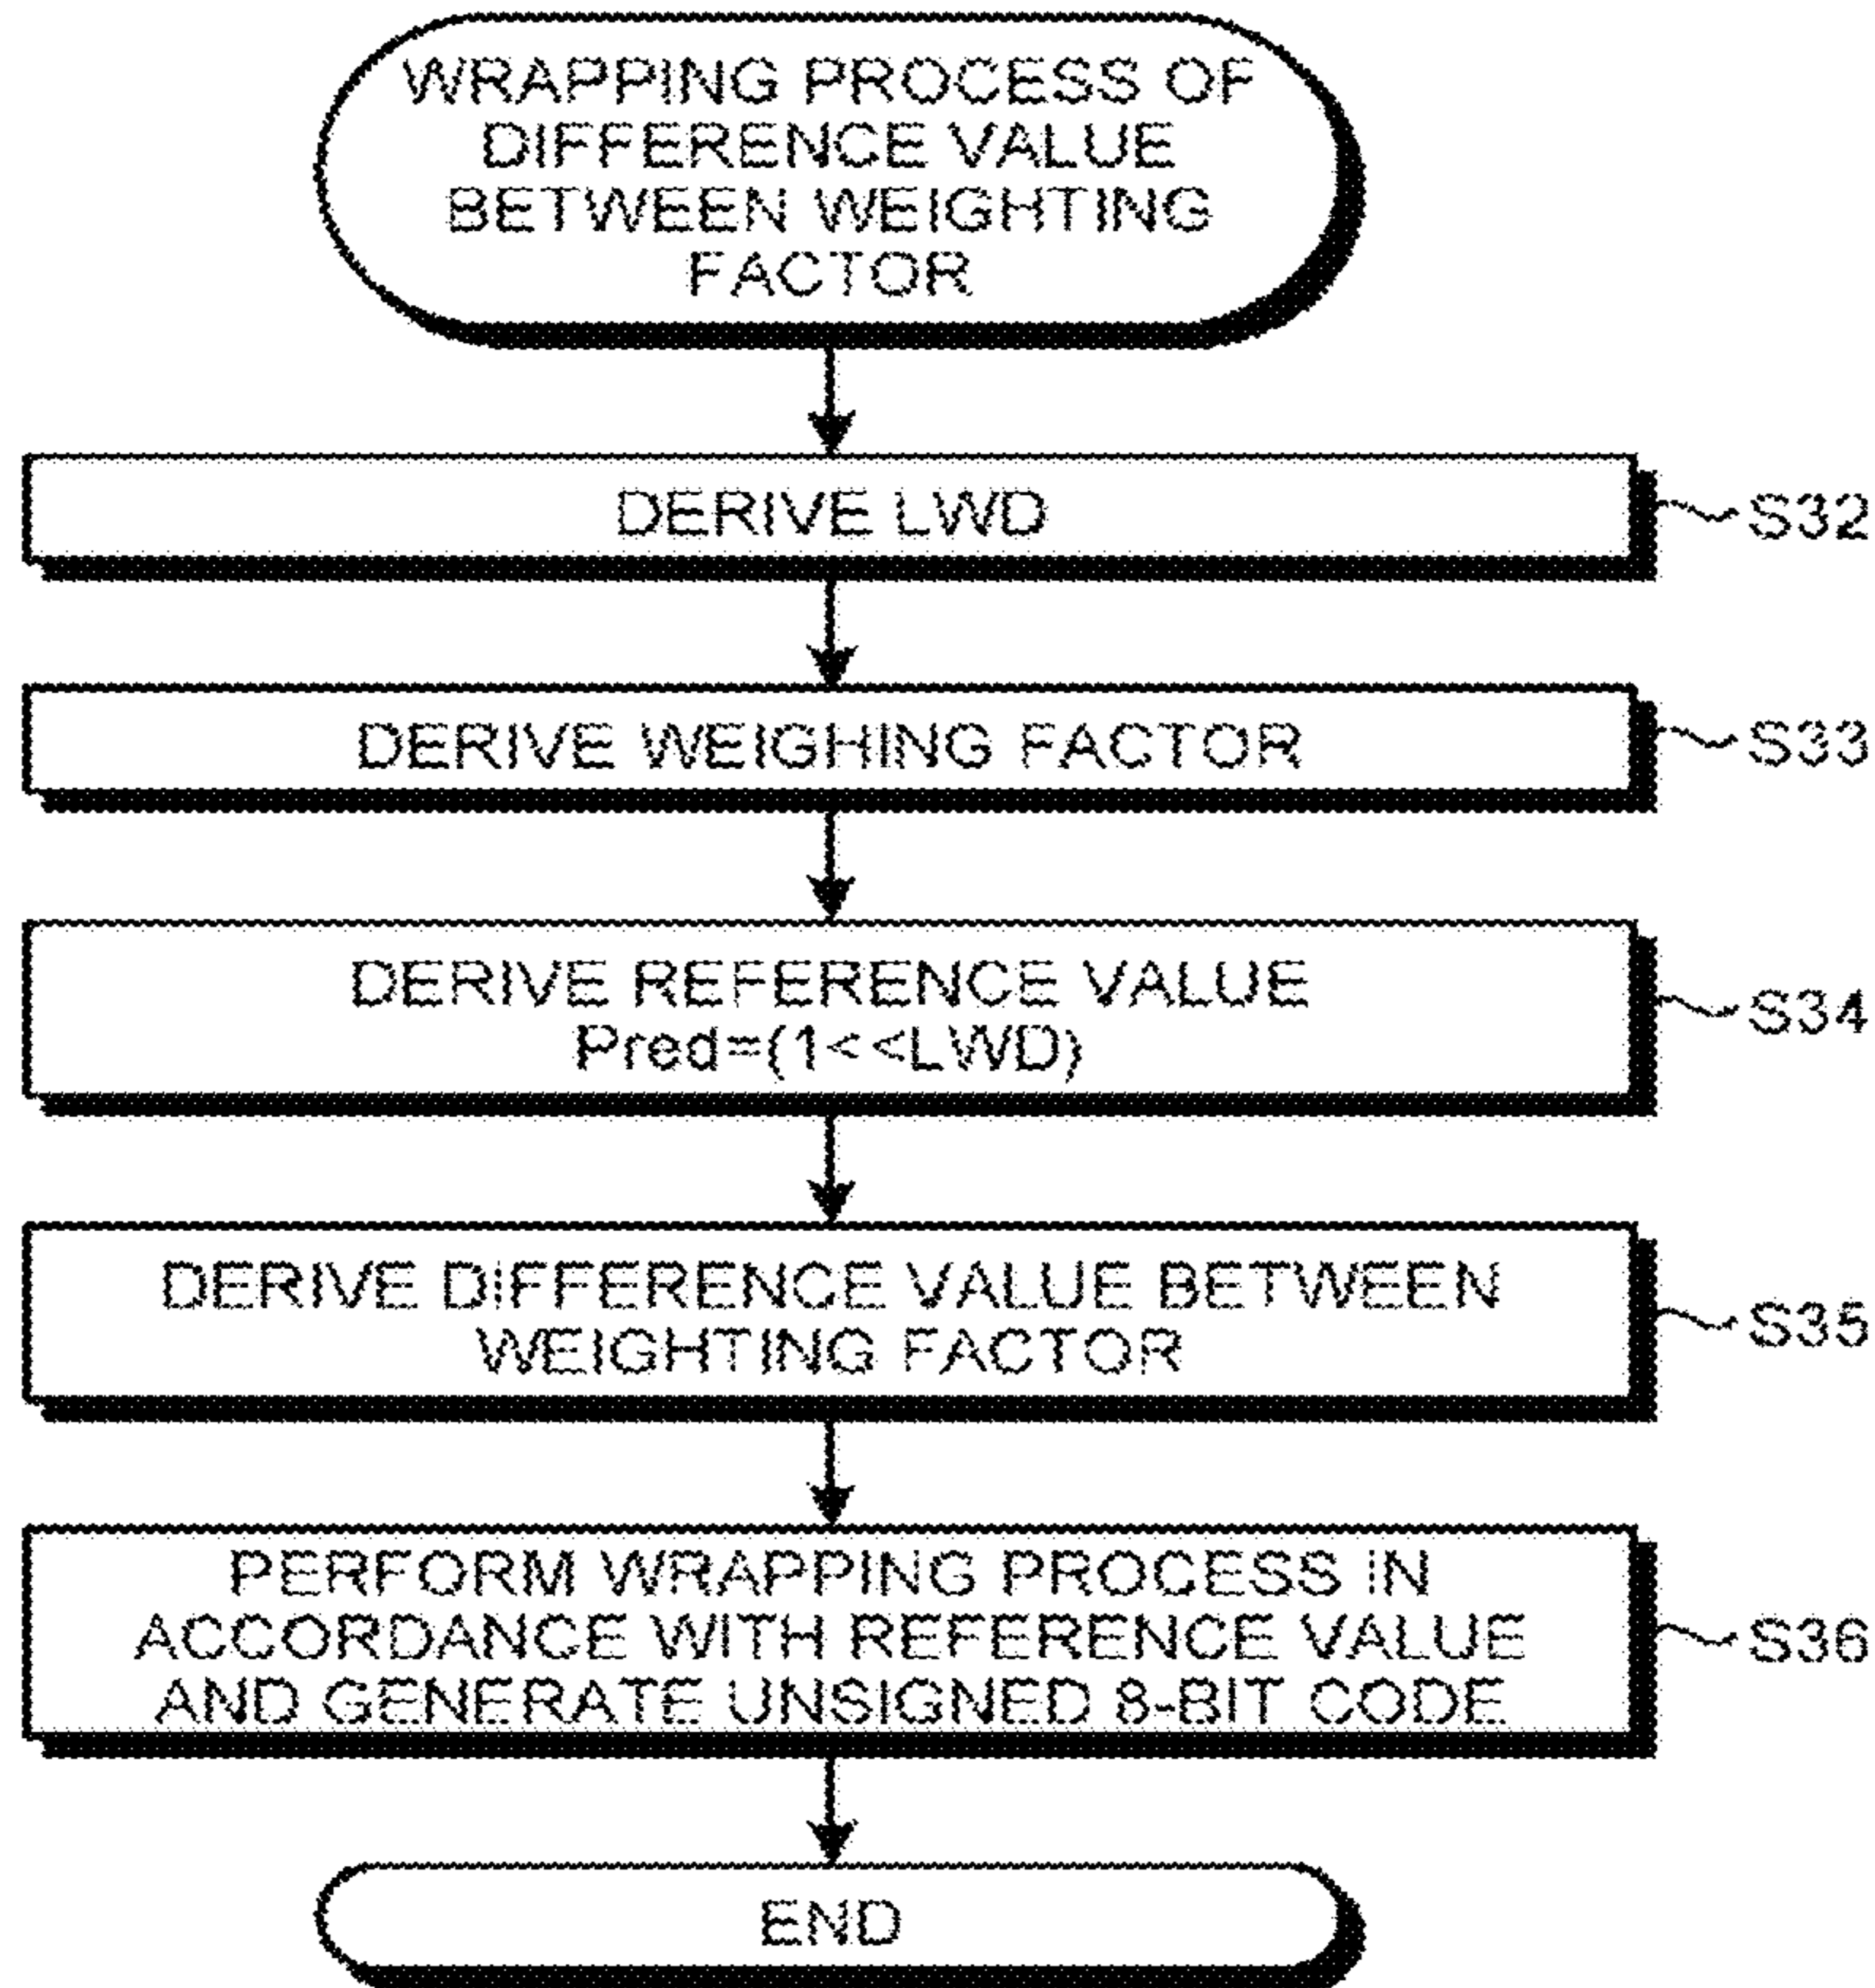 WRAPPING PROCESS OF
DIFFERENCE VALUE
BETWEEN WEIGHTING
FACTOR
DERIVE LWD
S32
DERIVE WEIGHING FACTOR
S33
DERIVE REFERENCE VALUE
Pred=(1<<LWD)
S34
DERIVE DIFFERENCE VALUE BETWEEN
WEIGHTING FACTOR
S35
PERFORM WRAPPING PROCESS IN
ACCORDANCE WITH REFERENCE VALUE
AND GENERATE UNSIGNED 8-BIT CODE
S36
END